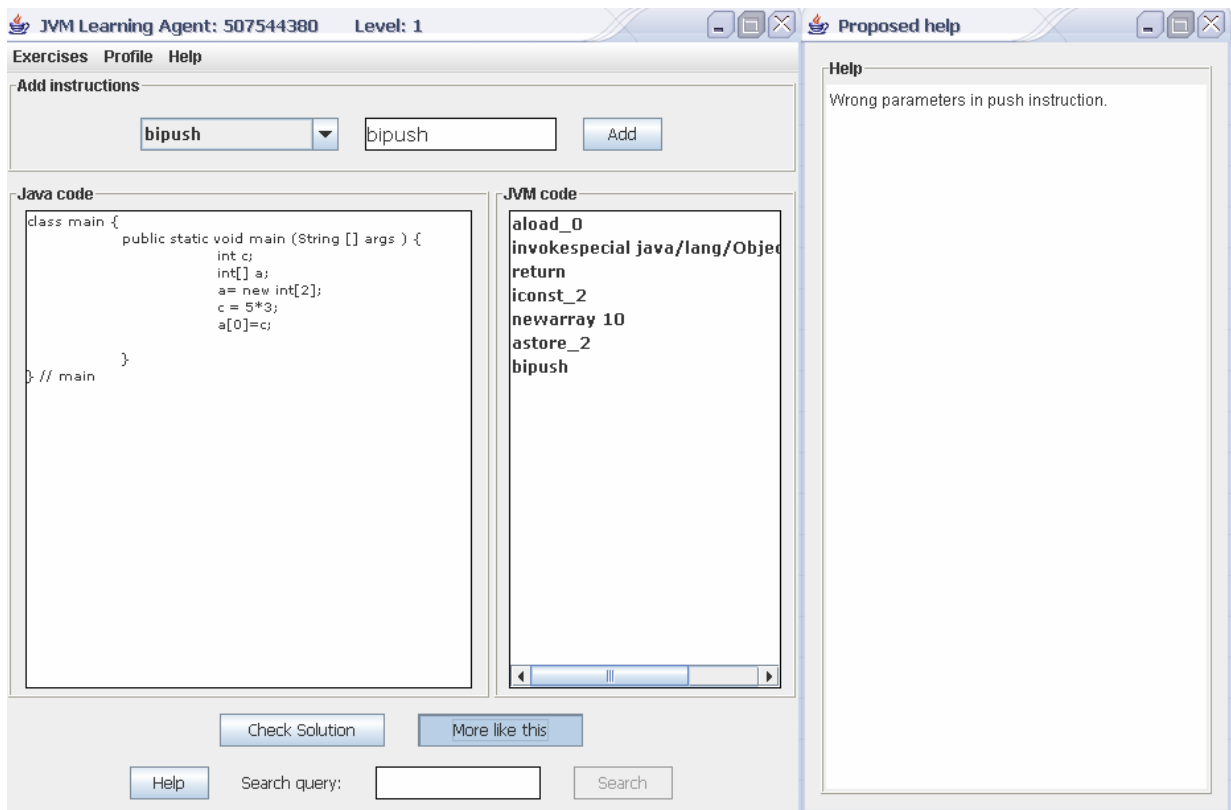 JVM Learning Agent: 507544380 Level: 1
Exercises Profile Help
Add instructions
bipush
bipush
Add
Java code
class main {
public static void main (String [] args ) {
int c;
int[] a;
a= new int[2];
c = 5*3;
a[0]=c;
}
} // main
JVM code
aload_0
invokespecial java/lang/Objec
return
iconst_2
newarray 10
astore_2
bipush
Check Solution
More like this
Help
Search query:
Search
Proposed help
Help
Wrong parameters in push instruction.